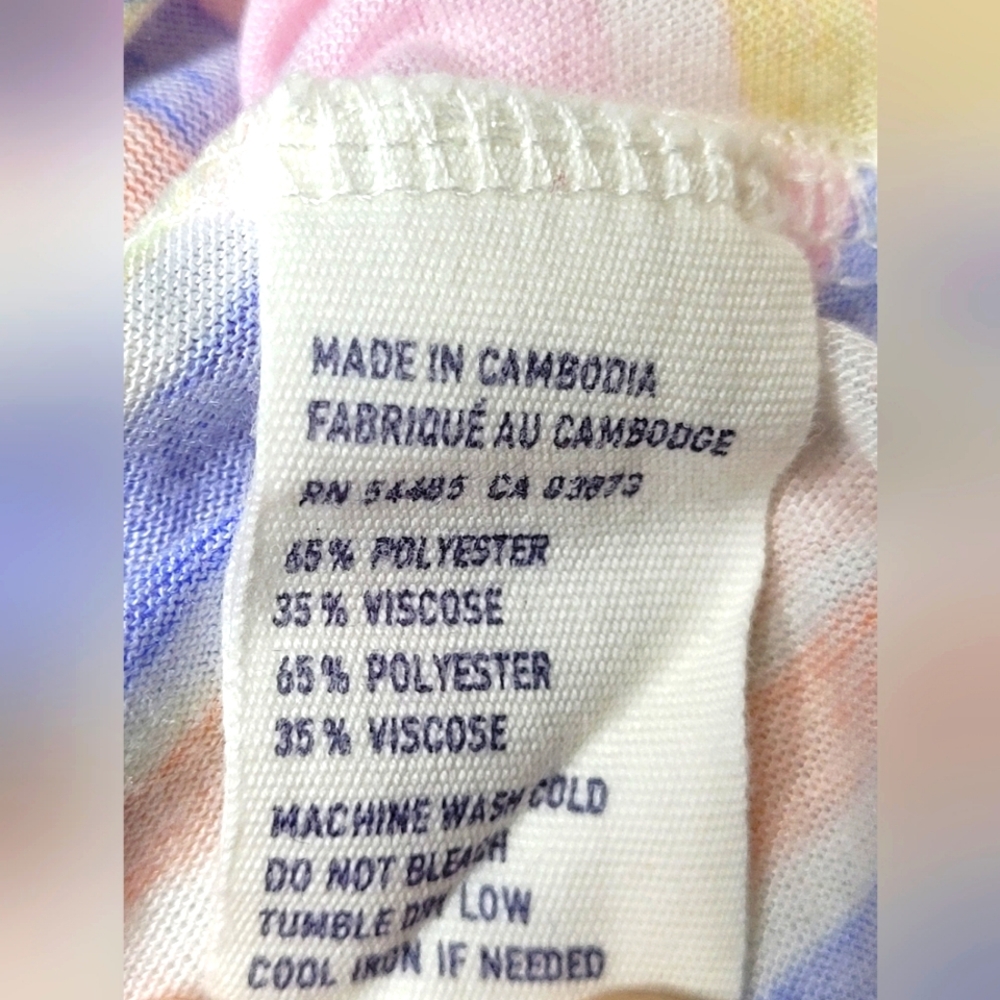 MADE IN CAMBODIA
FABRIQUÉ AU CAMBODGE
RN 54485 CA 03873
65% POLYESTER
35% VISCOSE
65% POLYESTER
35% VISCOSE
MACHINE WASH COLD
DO NOT BLEACH
TUMBLE DRY LOW
COOL IRON IF NEEDED